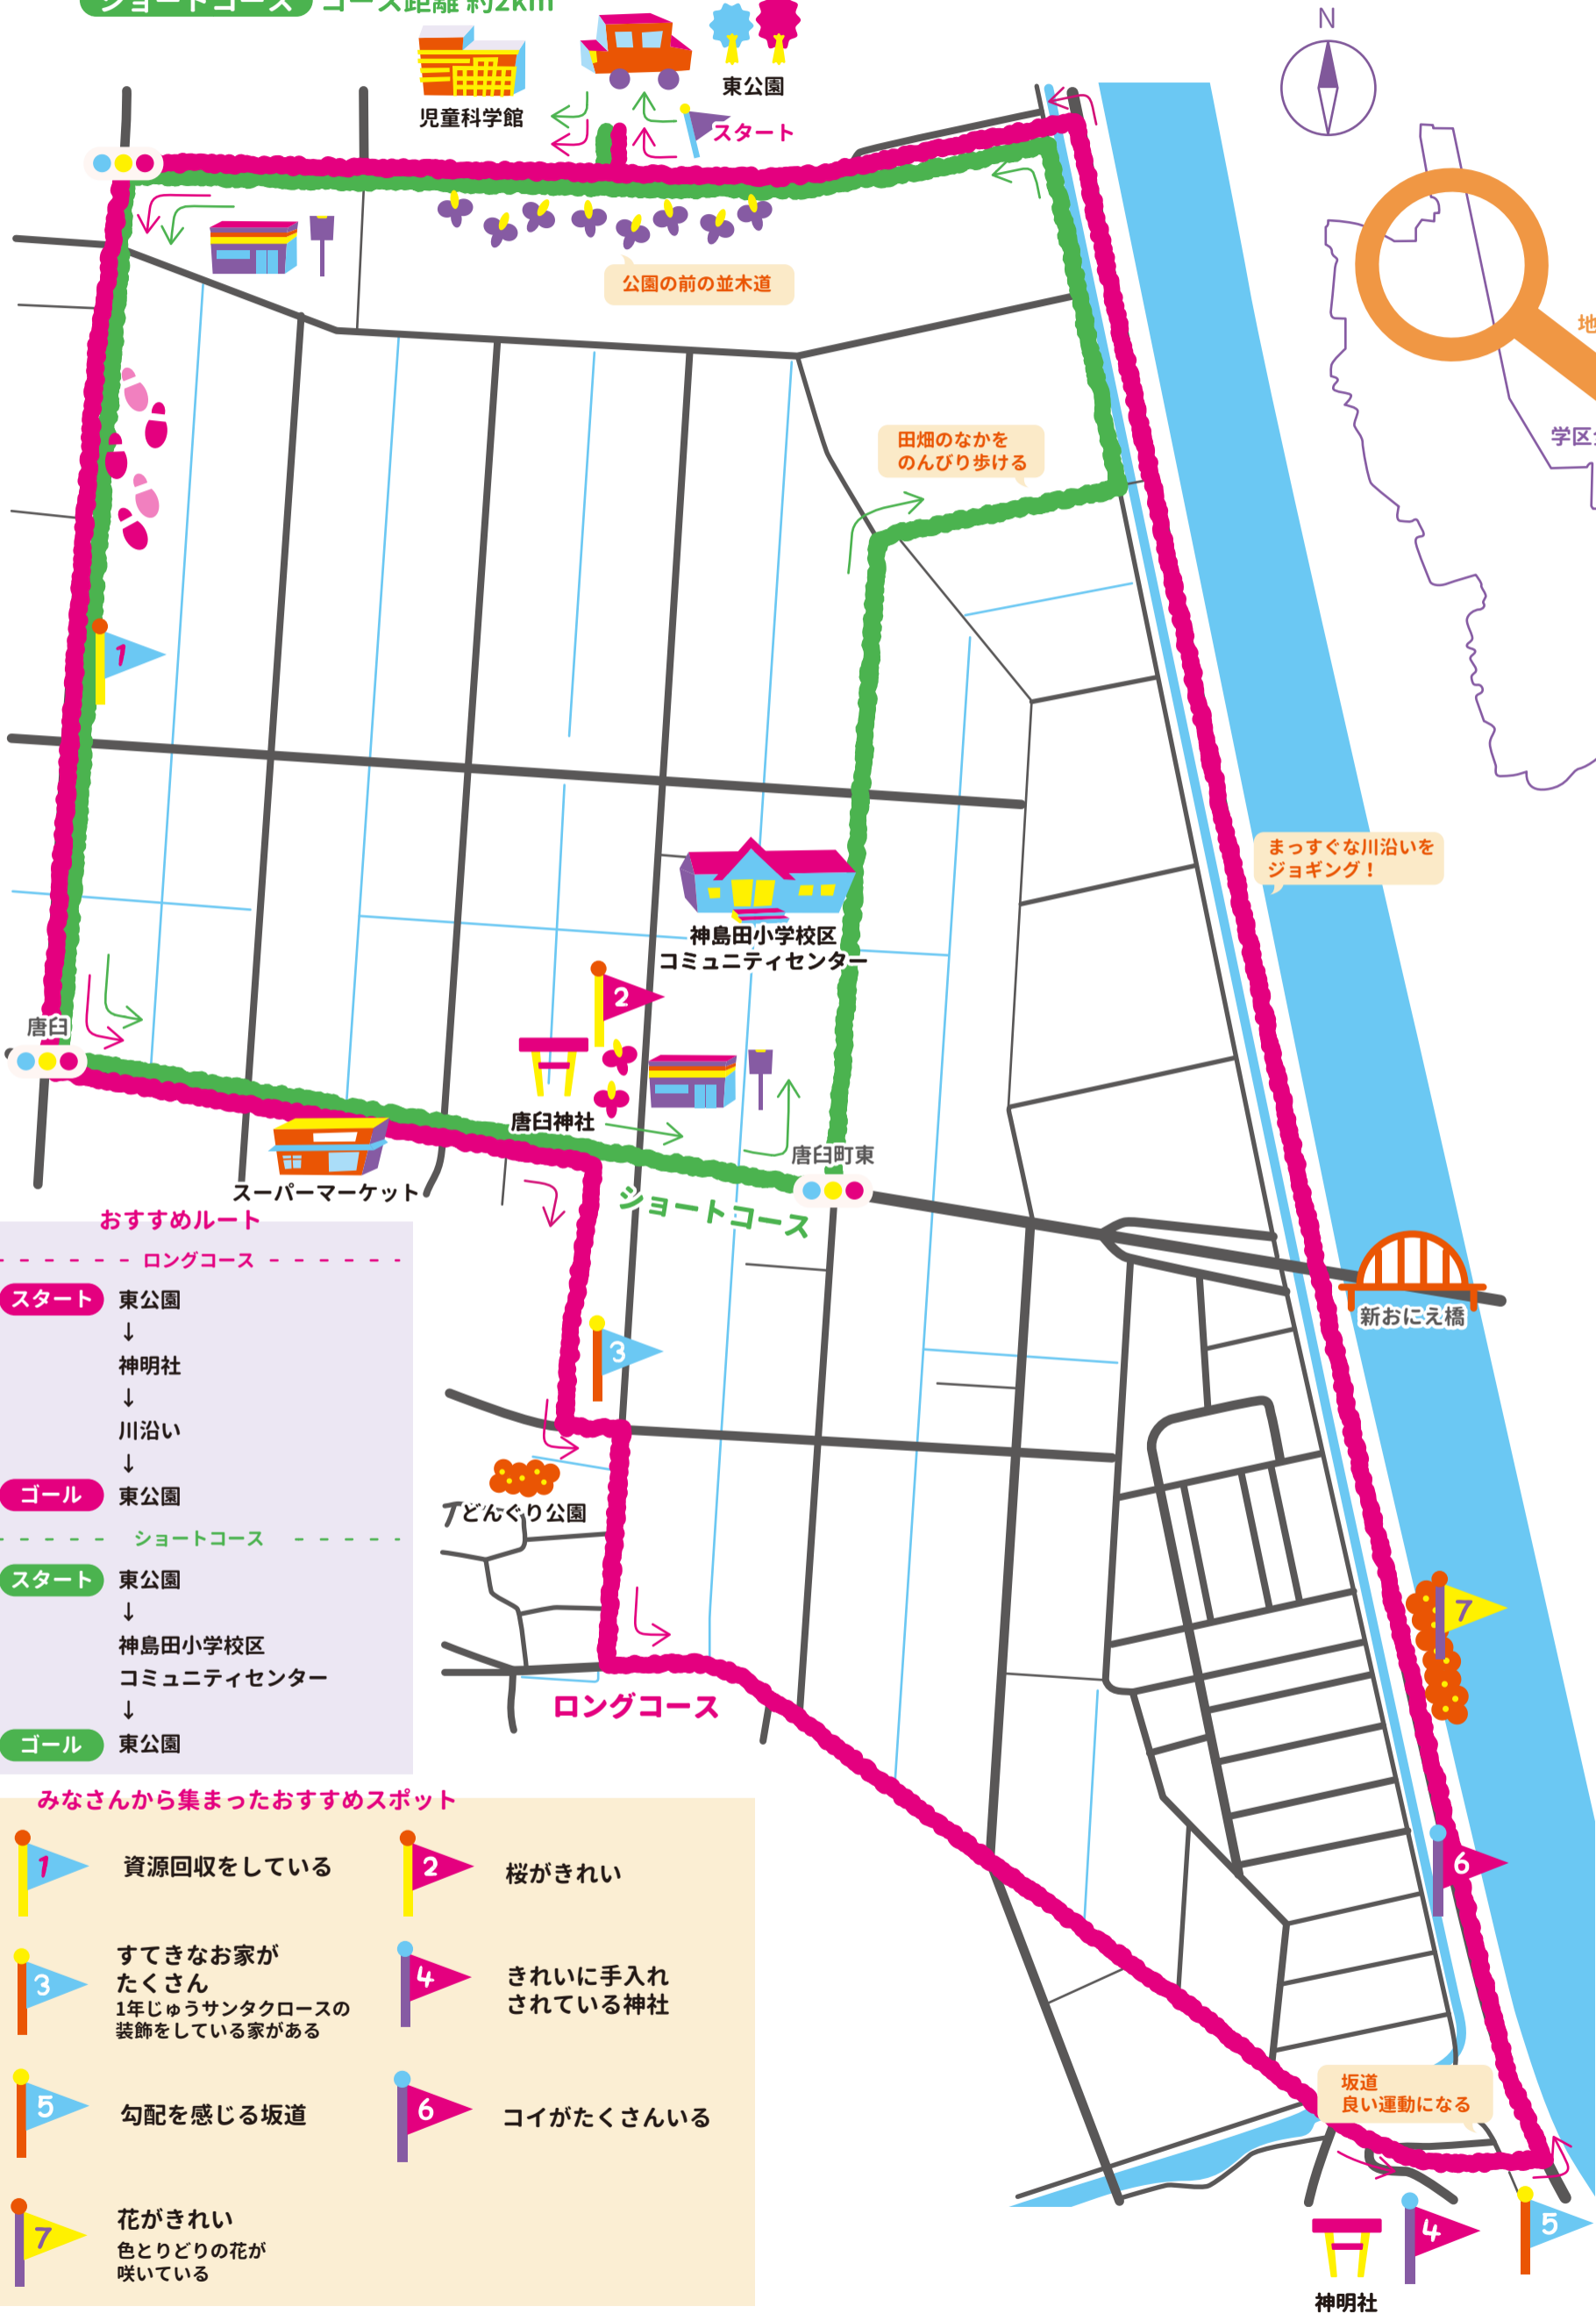 ショートコース コース距離 約2km
N
児童科学館
東公園
スタート
公園の前の並木道
田畑のなかを
のんびり歩ける
1
まっすぐな川沿いを
ジョギング！
神島田小学校区
コミュニティセンター
2
唐臼
唐臼神社
唐臼町東
スーパーマーケット
ショートコース
新おにえ橋
3
どんぐり公園
ロングコース
7
6
坂道
良い運動になる
4
5
神明社
おすすめルート
ロングコース
スタート 東公園
↓
神明社
↓
川沿い
↓
ゴール 東公園
ショートコース
スタート 東公園
↓
神島田小学校区
コミュニティセンター
↓
ゴール 東公園
みなさんから集まったおすすめスポット
1 資源回収をしている
2 桜がきれい
3 すてきなお家が
たくさん
1年じゅうサンタクロースの
装飾をしている家がある
4 きれいに手入れ
されている神社
5 勾配を感じる坂道
6 コイがたくさんいる
7 花がきれい
色とりどりの花が
咲いている